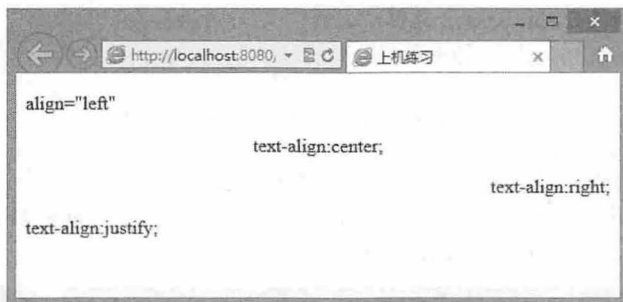 http://localhost:8080,
上机练习
align="left"
text-align:center;
text-align:right;
text-align:justify;